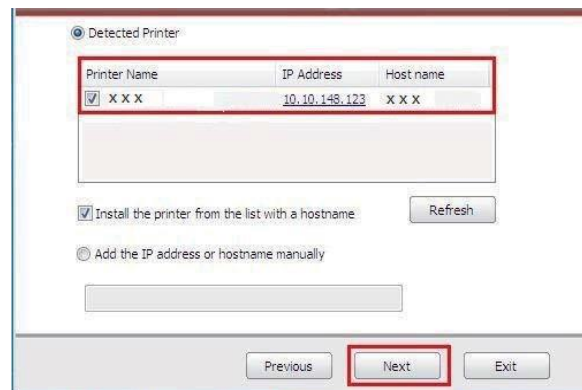 Detected Printer
Printer Name IP Address Host name
X X X 10.10.148.123 X X X
Install the printer from the list with a hostname
Refresh
Add the IP address or hostname manually
Previous Next Exit